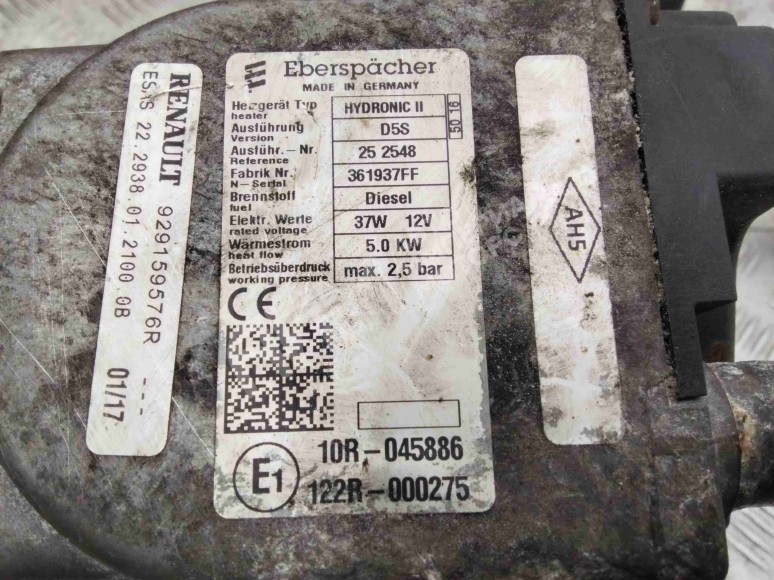 RENAULT 929159576R
22.2938.01.2100.0B
01/17
Eberspächer
MADE IN GERMANY
Heizgerät Typ HYDRONIC II
heater
50 16
Ausführung D5S
Version
Ausführ.-Nr. 25 2548
Reference
Fabrik Nr. 361937FF
N-Serial
Brennstoff Diesel
fuel
Elektr. Werte 37W 12V
rated voltage
Wärmestrom 5.0 KW
heat flow
Betriebsüberdruck max. 2,5 bar
working pressure
CE
E1
10R-045886
122R-000275
AH5